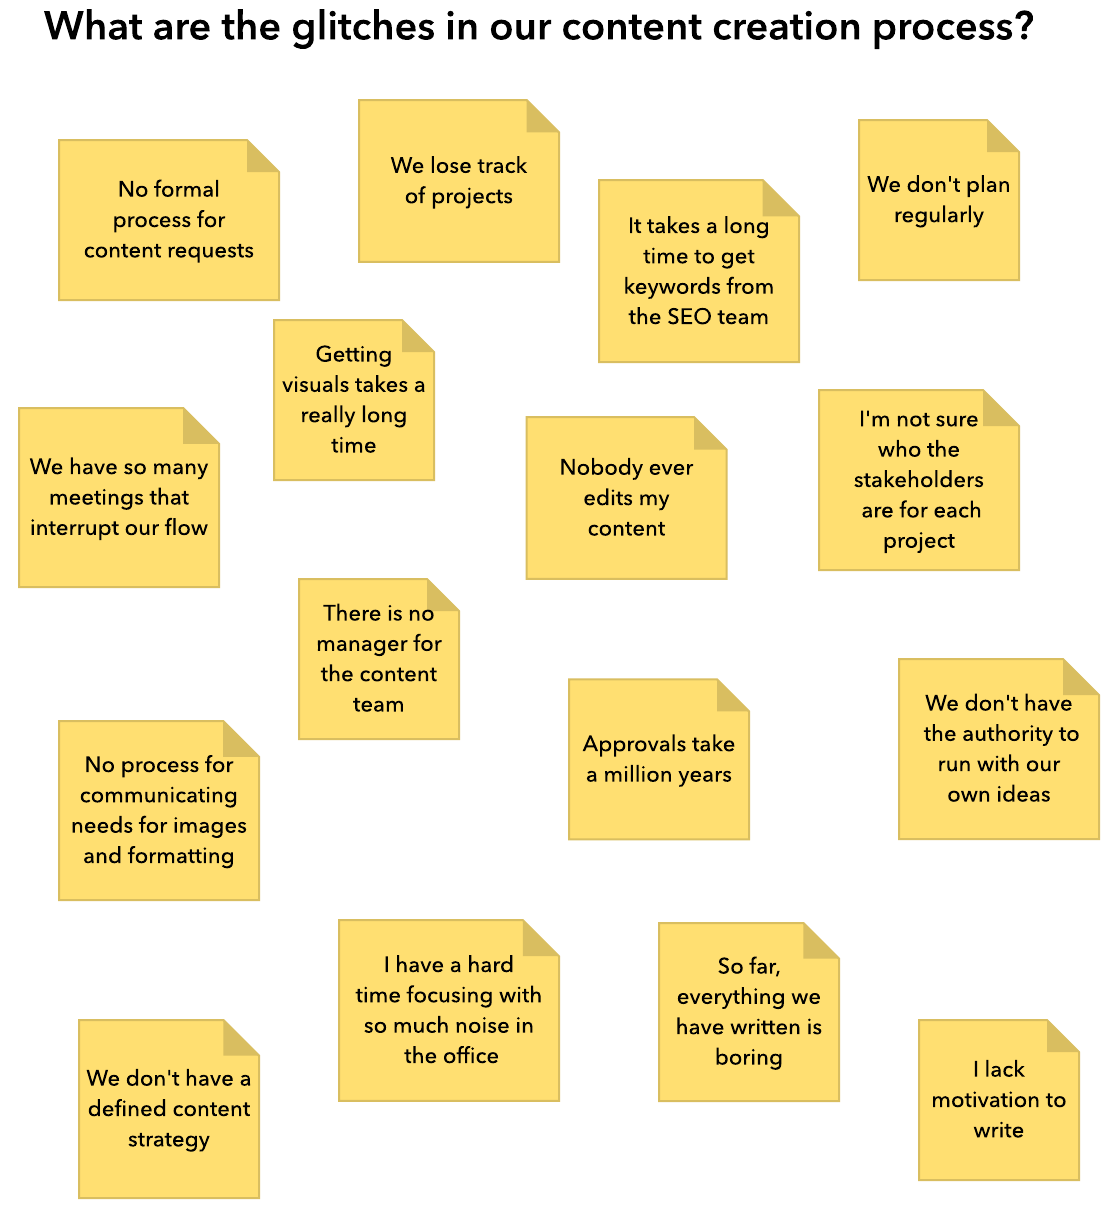 What are the glitches in our content creation process?
No formal
process for
content requests
We lose track
of projects
It takes a long
time to get
keywords from
the SEO team
We don't plan
regularly
Getting
visuals takes a
really long
time
We have so many
meetings that
interrupt our flow
Nobody ever
edits my
content
I'm not sure
who the
stakeholders
are for each
project
There is no
manager for
the content
team
No process for
communicating
needs for images
and formatting
Approvals take
a million years
We don't have
the authority to
run with our
own ideas
I have a hard
time focusing with
so much noise in
the office
So far,
everything we
have written is
boring
We don't have a
defined content
strategy
I lack
motivation to
write